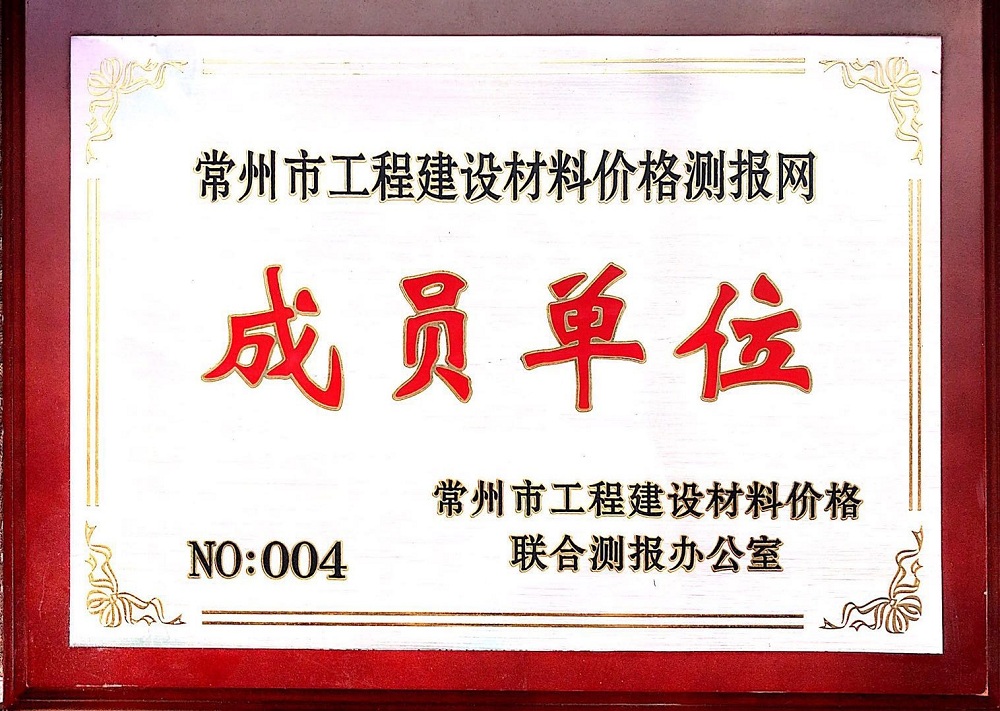 常州市工程建设材料价格测报网
成员单位
常州市工程建设材料价格
联合测报办公室
NO:004